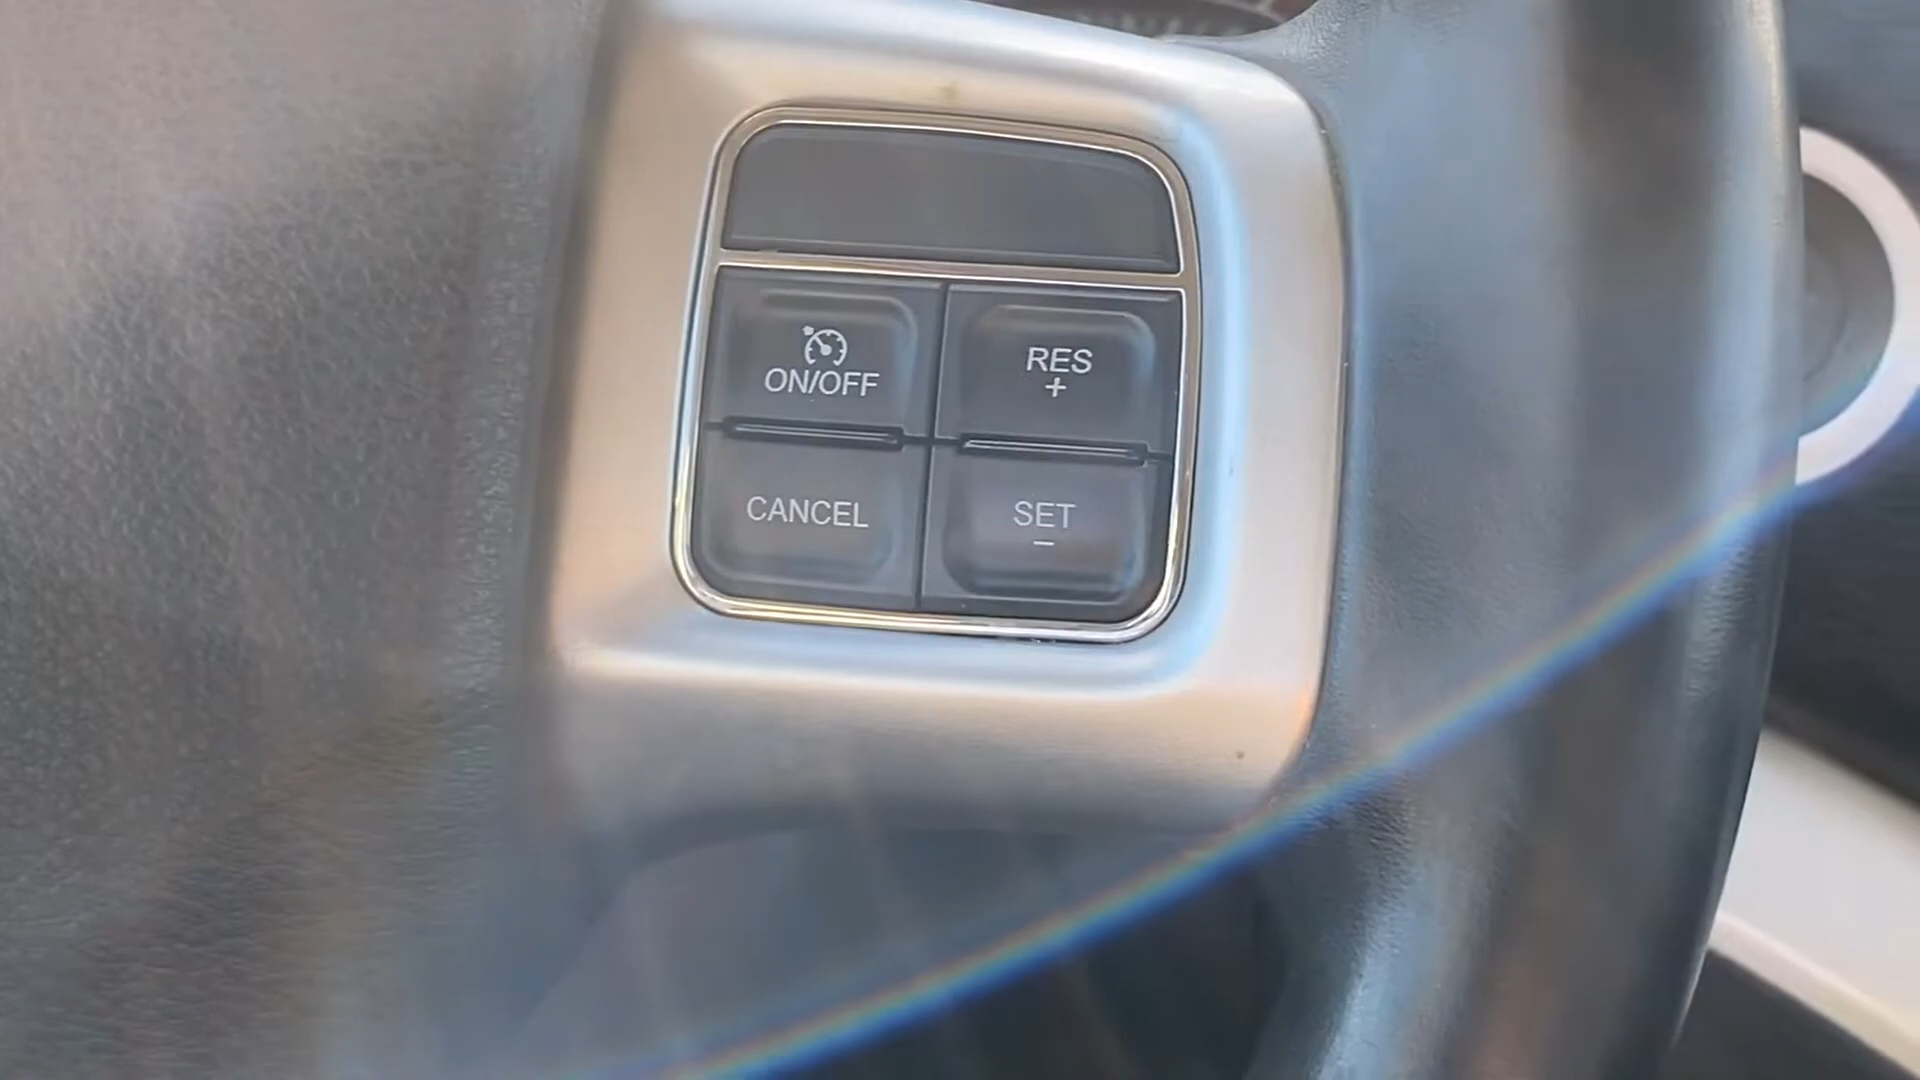 ON/OFF
RES
+
CANCEL
SET
-